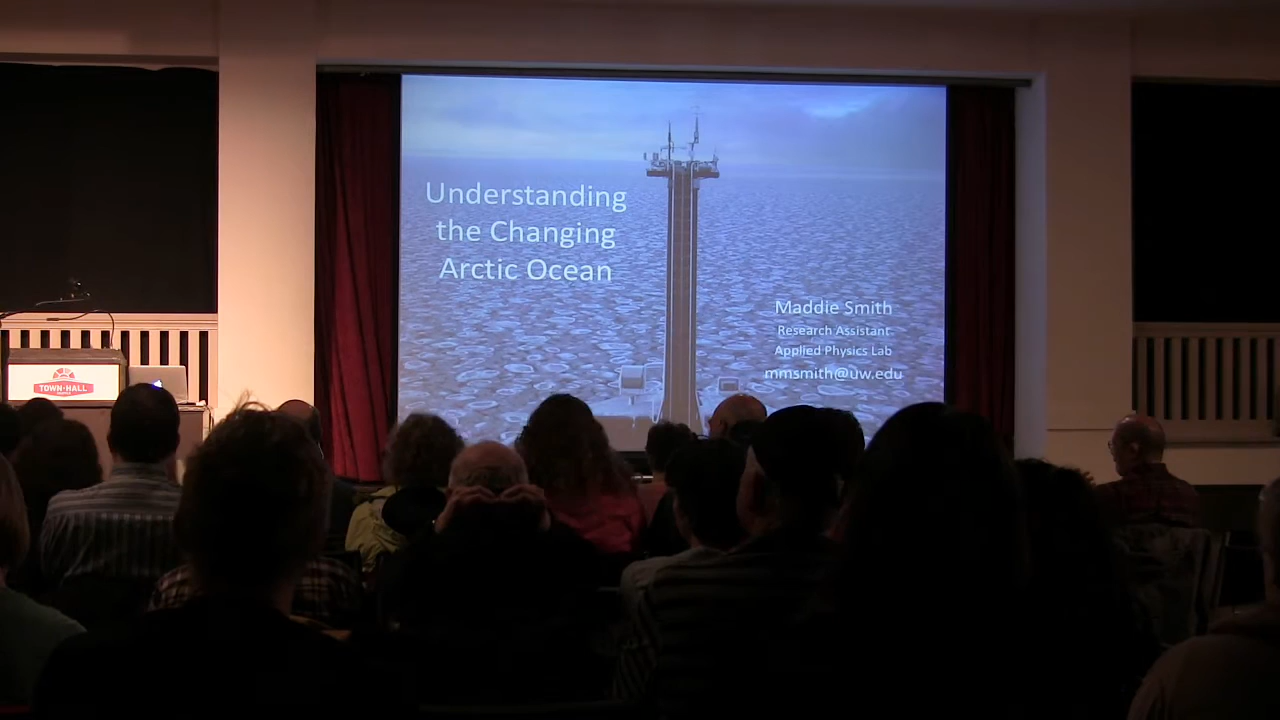 Understanding
the Changing
Arctic Ocean
Maddie Smith
Research Assistant
Applied Physics Lab
mmsmith@uw.edu
TOWN HALL